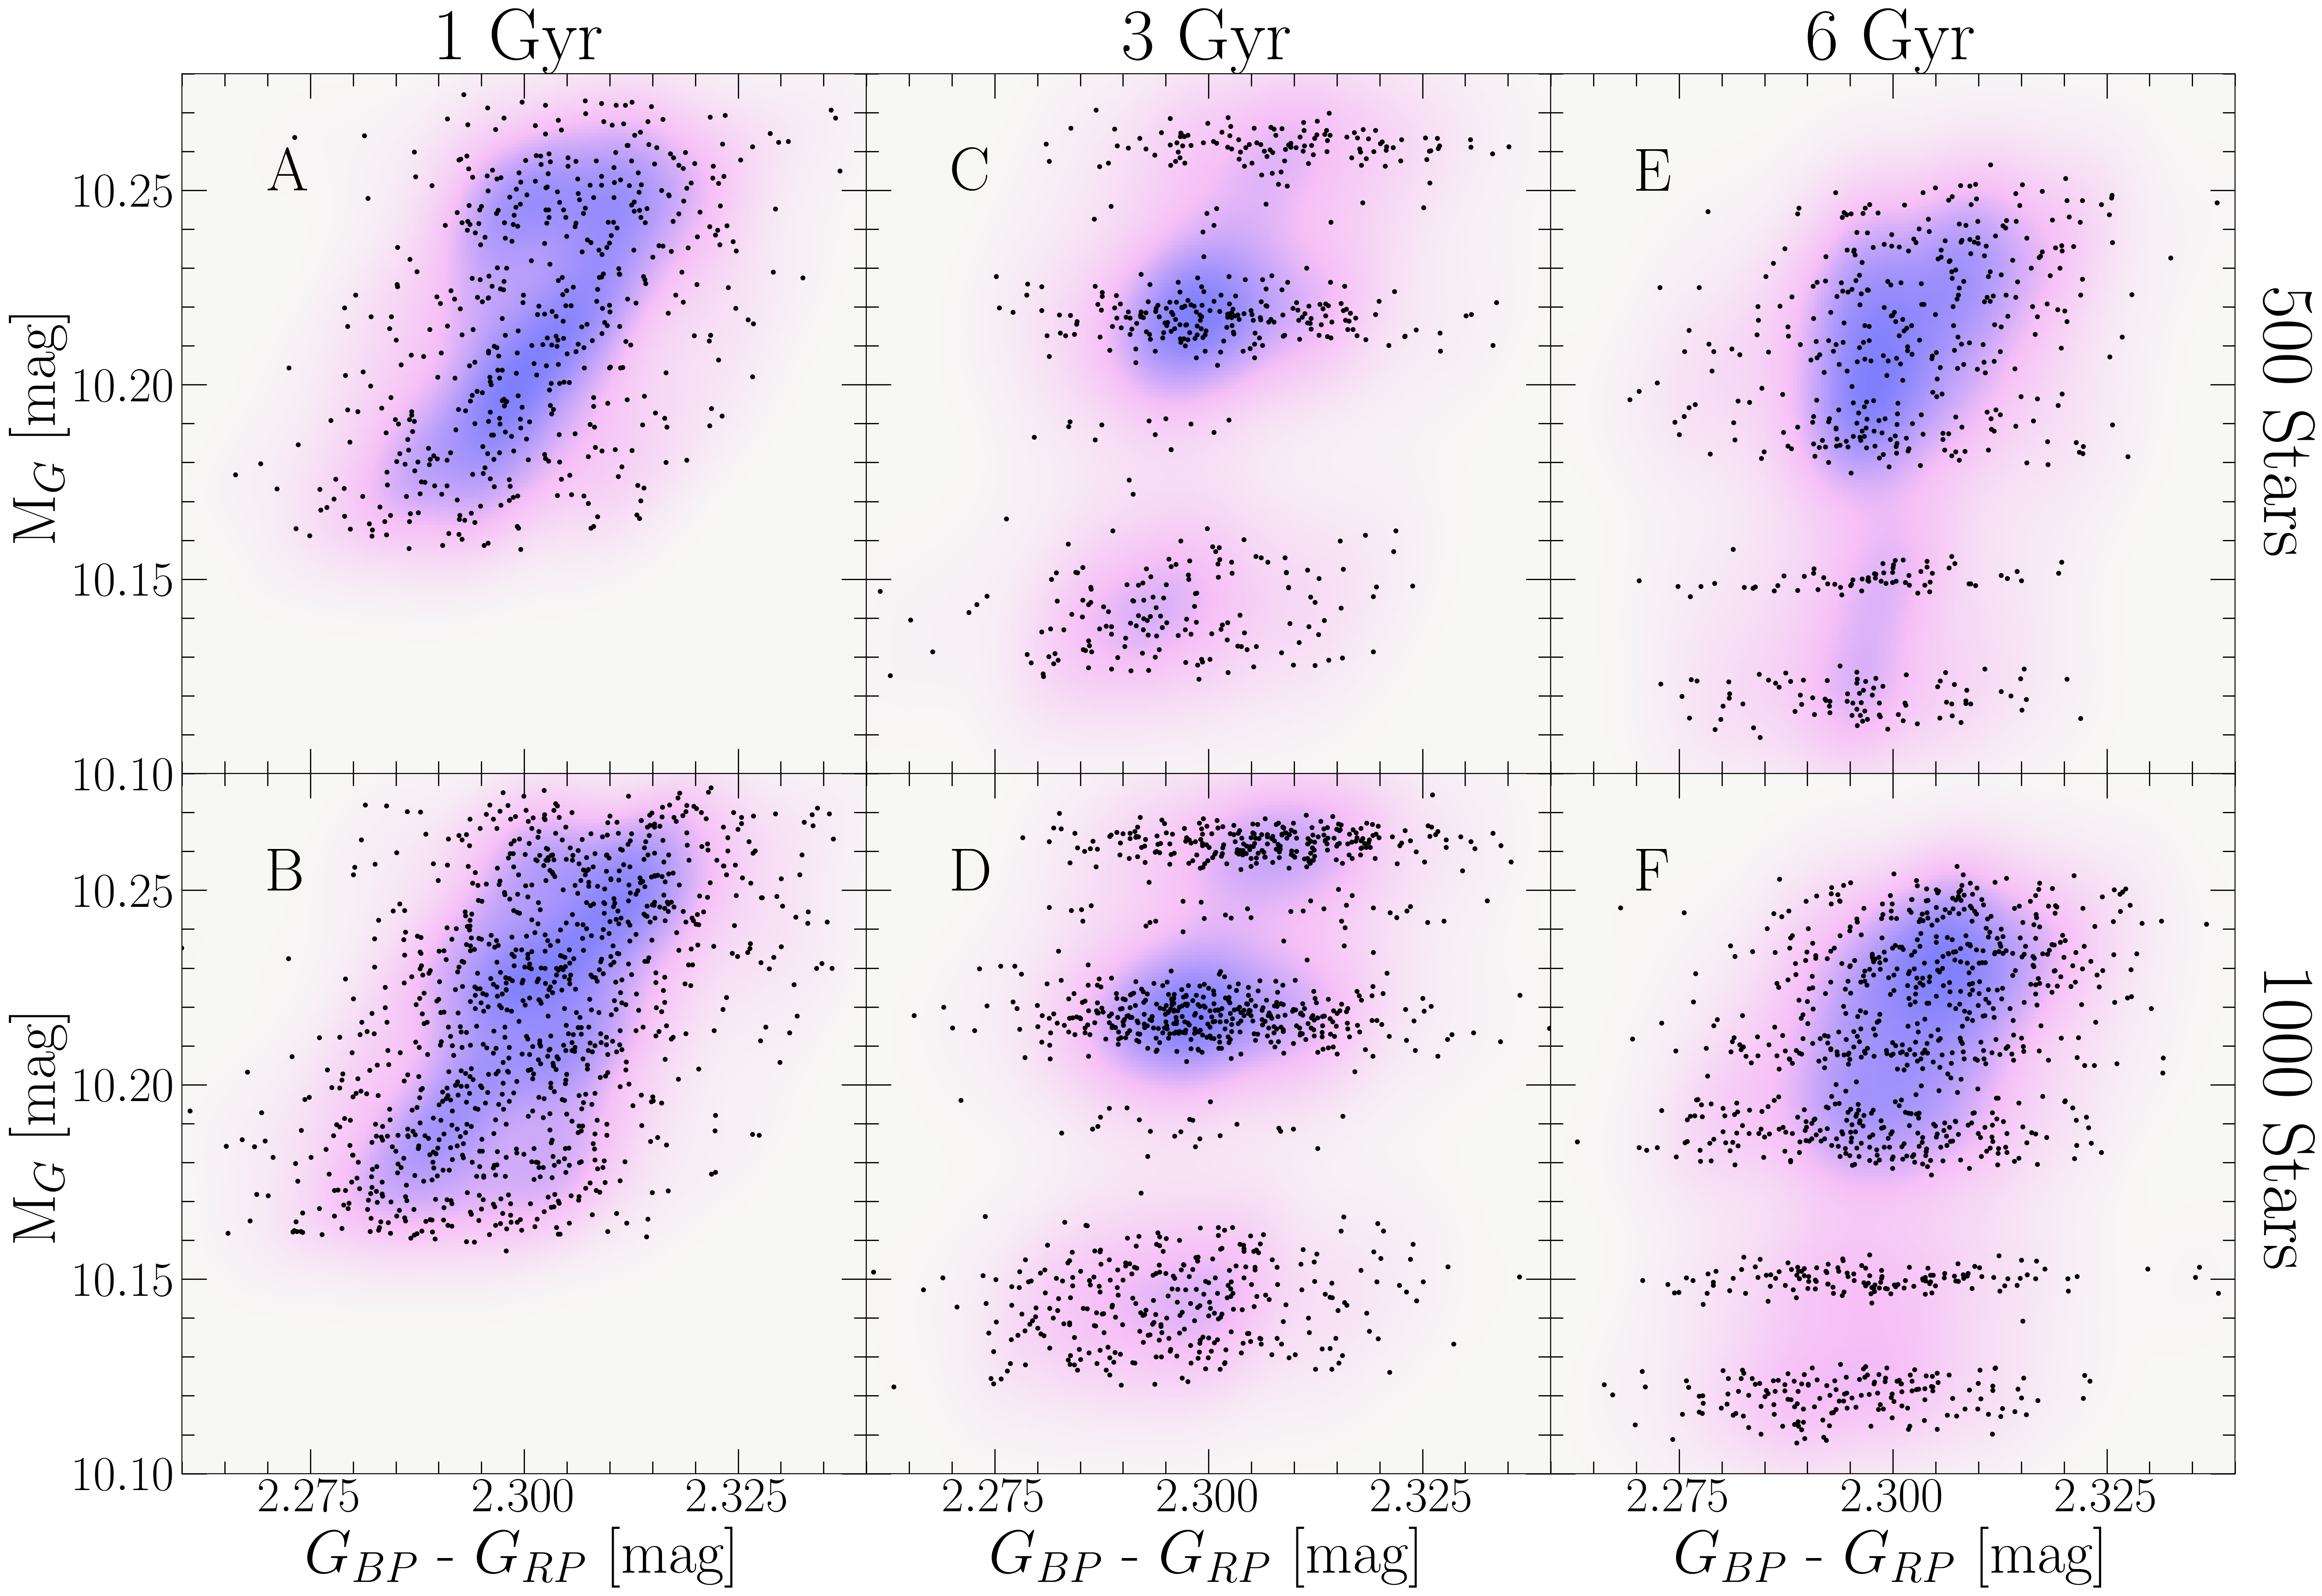 1 Gyr
3 Gyr
6 Gyr
A
C
E
10.25
10.20
10.15
10.10
M_G [mag]
500 Stars
B
D
F
10.25
10.20
10.15
10.10
M_G [mag]
1000 Stars
2.275 2.300 2.325
2.275 2.300 2.325
2.275 2.300 2.325
G_BP - G_RP [mag]
G_BP - G_RP [mag]
G_BP - G_RP [mag]